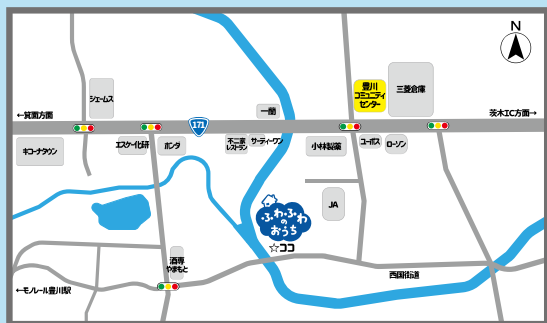 N
豊川
コミュニティ
センター
三菱倉庫
ジェームス
一蘭
←箕面方面
171
茨木IC方面→
キコーナタウン
エスケー化研
ホンダ
不二家
レストラン
サーティーワン
小林製薬
ユーポス
ローソン
JA
ふわふわ
の
おうち
☆ココ
酒専
やまもと
西国街道
←モノレール豊川駅